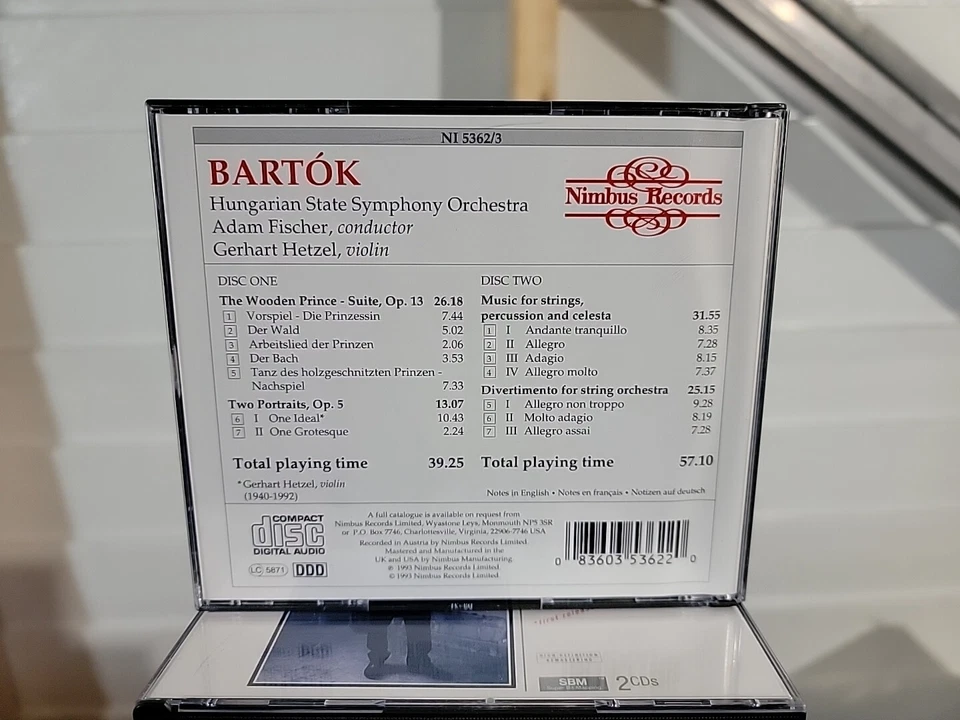 NI 5362/3
BARTÓK
Hungarian State Symphony Orchestra
Adam Fischer, conductor
Gerhart Hetzel, violin
Nimbus Records
DISC ONE
The Wooden Prince - Suite, Op. 13 26.18
1 Vorspiel - Die Prinzessin 7.44
2 Der Wald 5.02
3 Arbeitslied der Prinzen 2.06
4 Der Bach 3.53
5 Tanz des holzgeschnitzten Prinzen -
Nachspiel 7.33
Two Portraits, Op. 5 13.07
6 I One Ideal* 10.43
7 II One Grotesque 2.24
Total playing time 39.25
*Gerhart Hetzel, violin
(1940-1992)
DISC TWO
Music for strings,
percussion and celesta 31.55
1 I Andante tranquillo 8.35
2 II Allegro 7.28
3 III Adagio 8.15
4 IV Allegro molto 7.37
Divertimento for string orchestra 25.15
5 I Allegro non troppo 9.28
6 II Molto adagio 8.19
7 III Allegro assai 7.28
Total playing time 57.10
Notes in English • Notes en français • Notizen auf deutsch
COMPACT
disc
DIGITAL AUDIO
LC 5871 DDD
A full catalogue is available on request from
Nimbus Records Limited, Wyastone Leys, Monmouth NP5 3SR
or P.O. Box 7746, Charlottesville, Virginia, 22906-7746 USA
Recorded in Austria by Nimbus Records Limited.
Mastered and Manufactured in the
UK and USA by Nimbus Manufacturing
℗ 1993 Nimbus Records Limited
© 1993 Nimbus Records Limited
0 83603 53622 0
HIGH DEFINITION
REMASTERING
SBM
2CDs